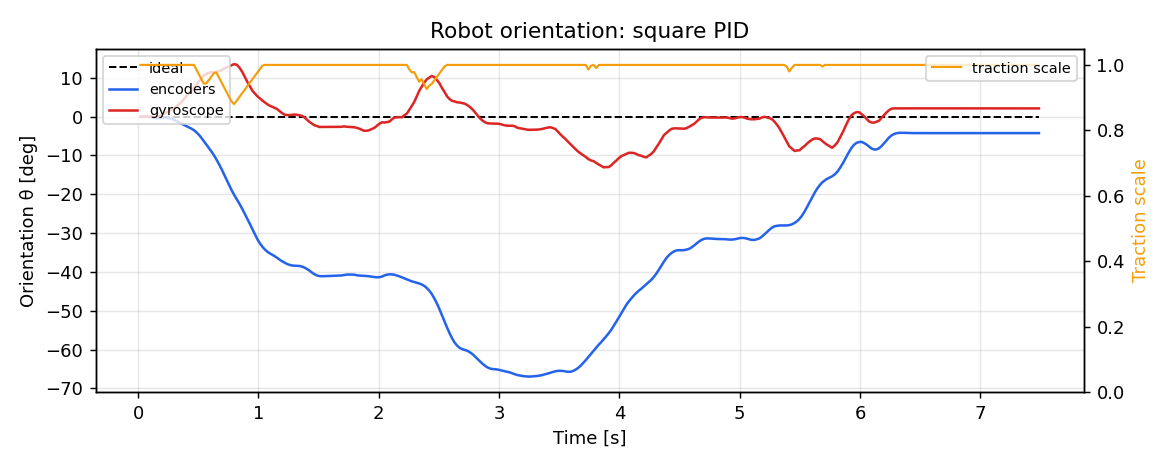 Robot orientation: square PID
ideal
encoders
gyroscope
traction scale
Orientation θ [deg]
10
0
−10
−20
−30
−40
−50
−60
−70
1.0
0.8
0.6
0.4
0.2
0.0
Traction scale
0 1 2 3 4 5 6 7
Time [s]